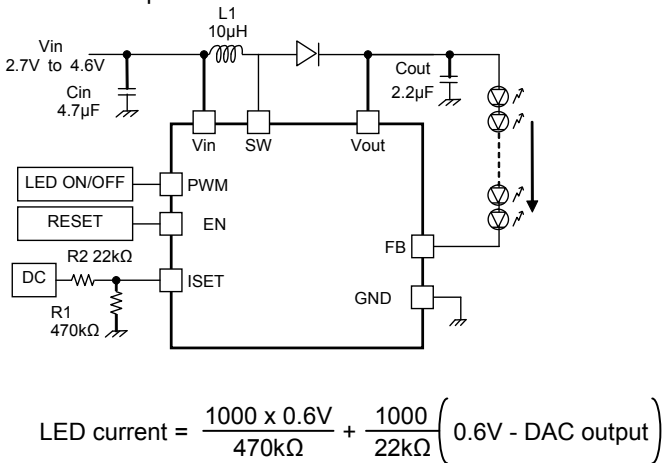 L1
10µH
Vin
2.7V to 4.6V
Cin
4.7µF
Cout
2.2µF
Vin
SW
Vout
LED ON/OFF
PWM
RESET
EN
R2 22kΩ
FB
DC
ISET
R1
470kΩ
GND
LED current = 1000 x 0.6V / 470kΩ + 1000 / 22kΩ ( 0.6V - DAC output )